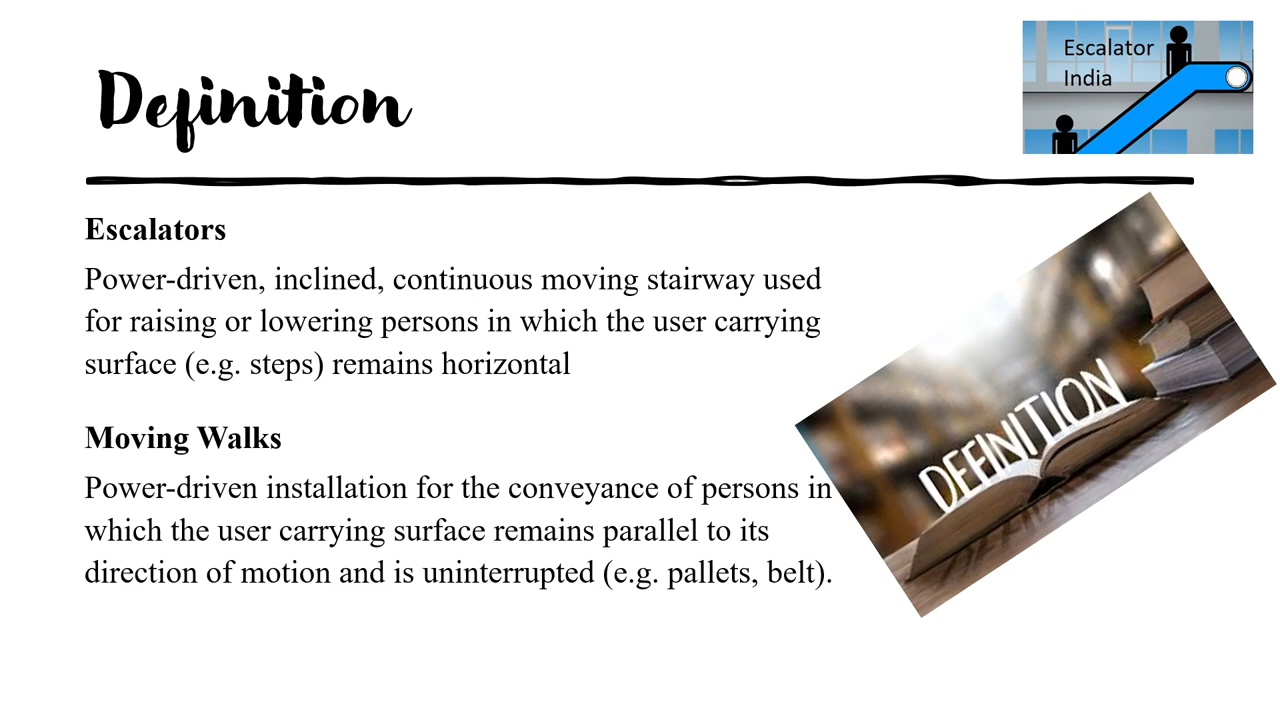 Definition
Escalator
India
Escalators
Power-driven, inclined, continuous moving stairway used
for raising or lowering persons in which the user carrying
surface (e.g. steps) remains horizontal
Moving Walks
Power-driven installation for the conveyance of persons in
which the user carrying surface remains parallel to its
direction of motion and is uninterrupted (e.g. pallets, belt).
DEFINITION